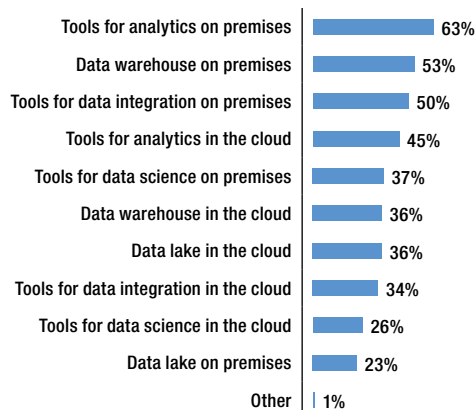 Tools for analytics on premises 63%
Data warehouse on premises 53%
Tools for data integration on premises 50%
Tools for analytics in the cloud 45%
Tools for data science on premises 37%
Data warehouse in the cloud 36%
Data lake in the cloud 36%
Tools for data integration in the cloud 34%
Tools for data science in the cloud 26%
Data lake on premises 23%
Other 1%